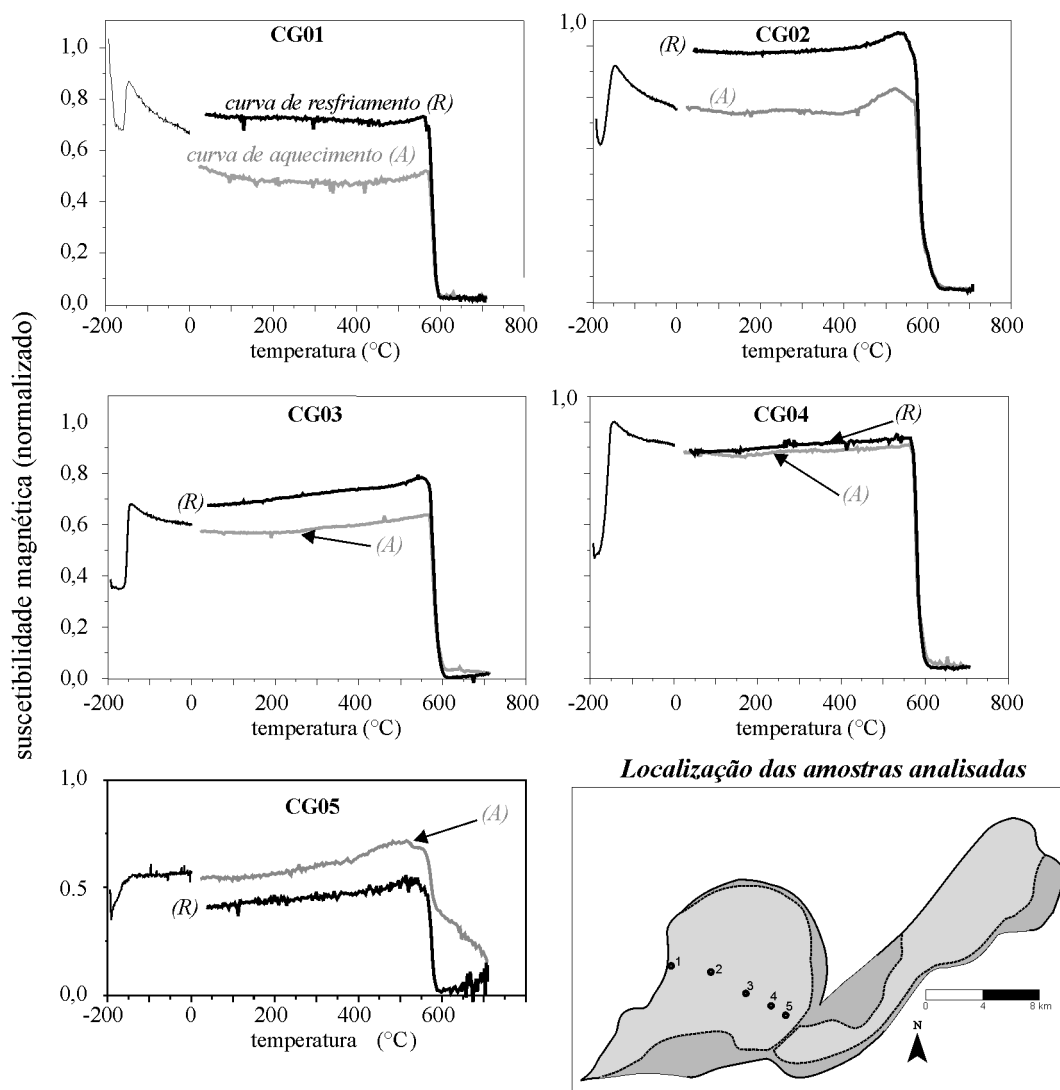 suscetibilidade magnética (normalizado)
CG01
1,0
0,8
0,6
0,4
0,2
0,0
curva de resfriamento (R)
curva de aquecimento (A)
-200 0 200 400 600 800
temperatura (°C)
CG02
1,0
(R)
(A)
-200 0 200 400 600 800
temperatura (°C)
CG03
1,0
0,8
0,6
0,4
0,2
0,0
(R)
(A)
-200 0 200 400 600 800
temperatura (°C)
CG04
1,0
(R)
(A)
-200 0 200 400 600 800
temperatura (°C)
CG05
1,0
0,5
0,0
(A)
(R)
-200 0 200 400 600 800
temperatura (°C)
Localização das amostras analisadas
1
2
3
4
5
0 4 8 km
N